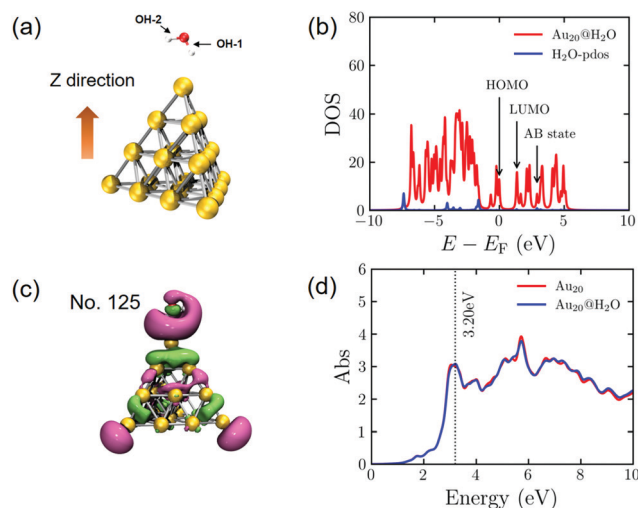 (a)
OH-2
OH-1
Z direction
(b)
DOS
80
60
40
20
0
−10
−5
0
5
10
E − E_F (eV)
Au₂₀@H₂O
H₂O-pdos
HOMO
LUMO
AB state
(c)
No. 125
(d)
Abs
6
5
4
3
2
1
0
0
2
4
6
8
10
Energy (eV)
Au₂₀
Au₂₀@H₂O
3.20eV